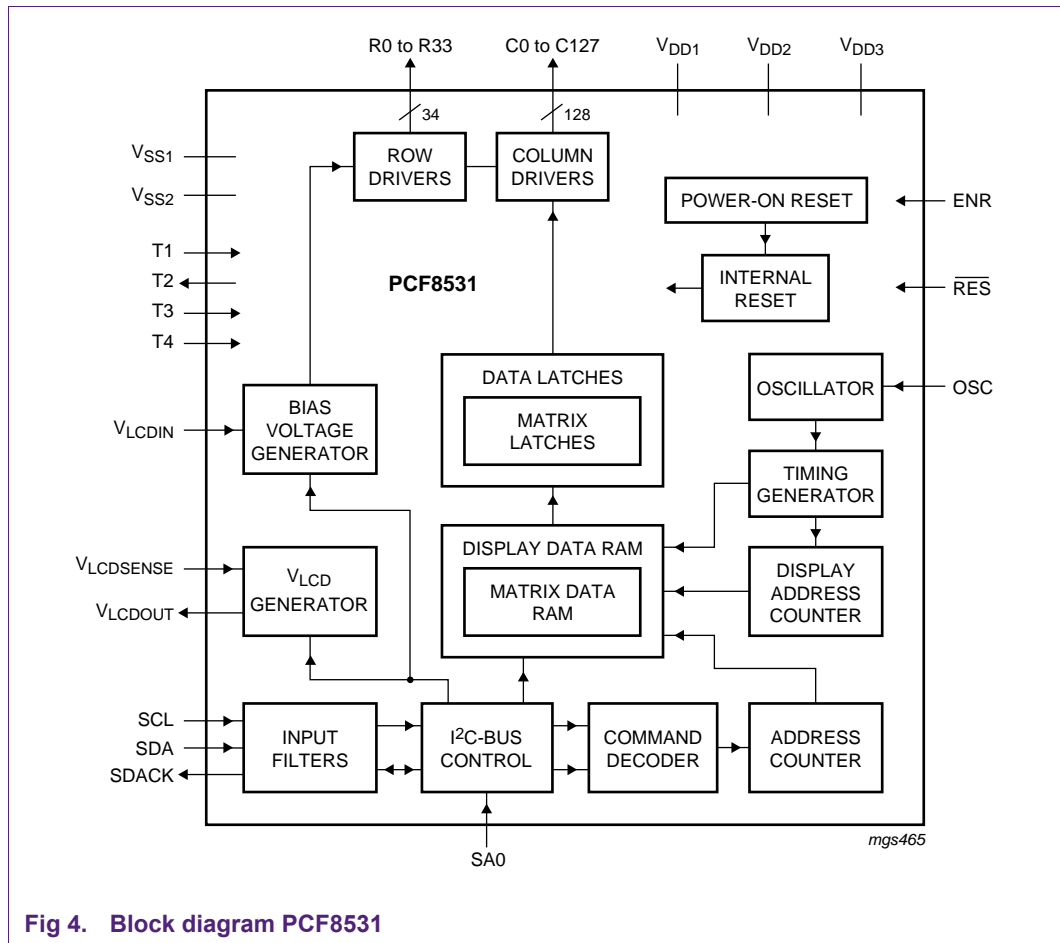 R0 to R33
C0 to C127
VDD1
VDD2
VDD3
34
128
VSS1
VSS2
ROW
DRIVERS
COLUMN
DRIVERS
POWER-ON RESET
ENR
T1
T2
T3
T4
PCF8531
INTERNAL
RESET
RES
DATA LATCHES
MATRIX
LATCHES
OSCILLATOR
OSC
VLCDIN
BIAS
VOLTAGE
GENERATOR
TIMING
GENERATOR
VLCDSENSE
VLCDOUT
VLCD
GENERATOR
DISPLAY DATA RAM
MATRIX DATA
RAM
DISPLAY
ADDRESS
COUNTER
SCL
SDA
SDACK
INPUT
FILTERS
I2C-BUS
CONTROL
COMMAND
DECODER
ADDRESS
COUNTER
SA0
mgs465
Fig 4. Block diagram PCF8531